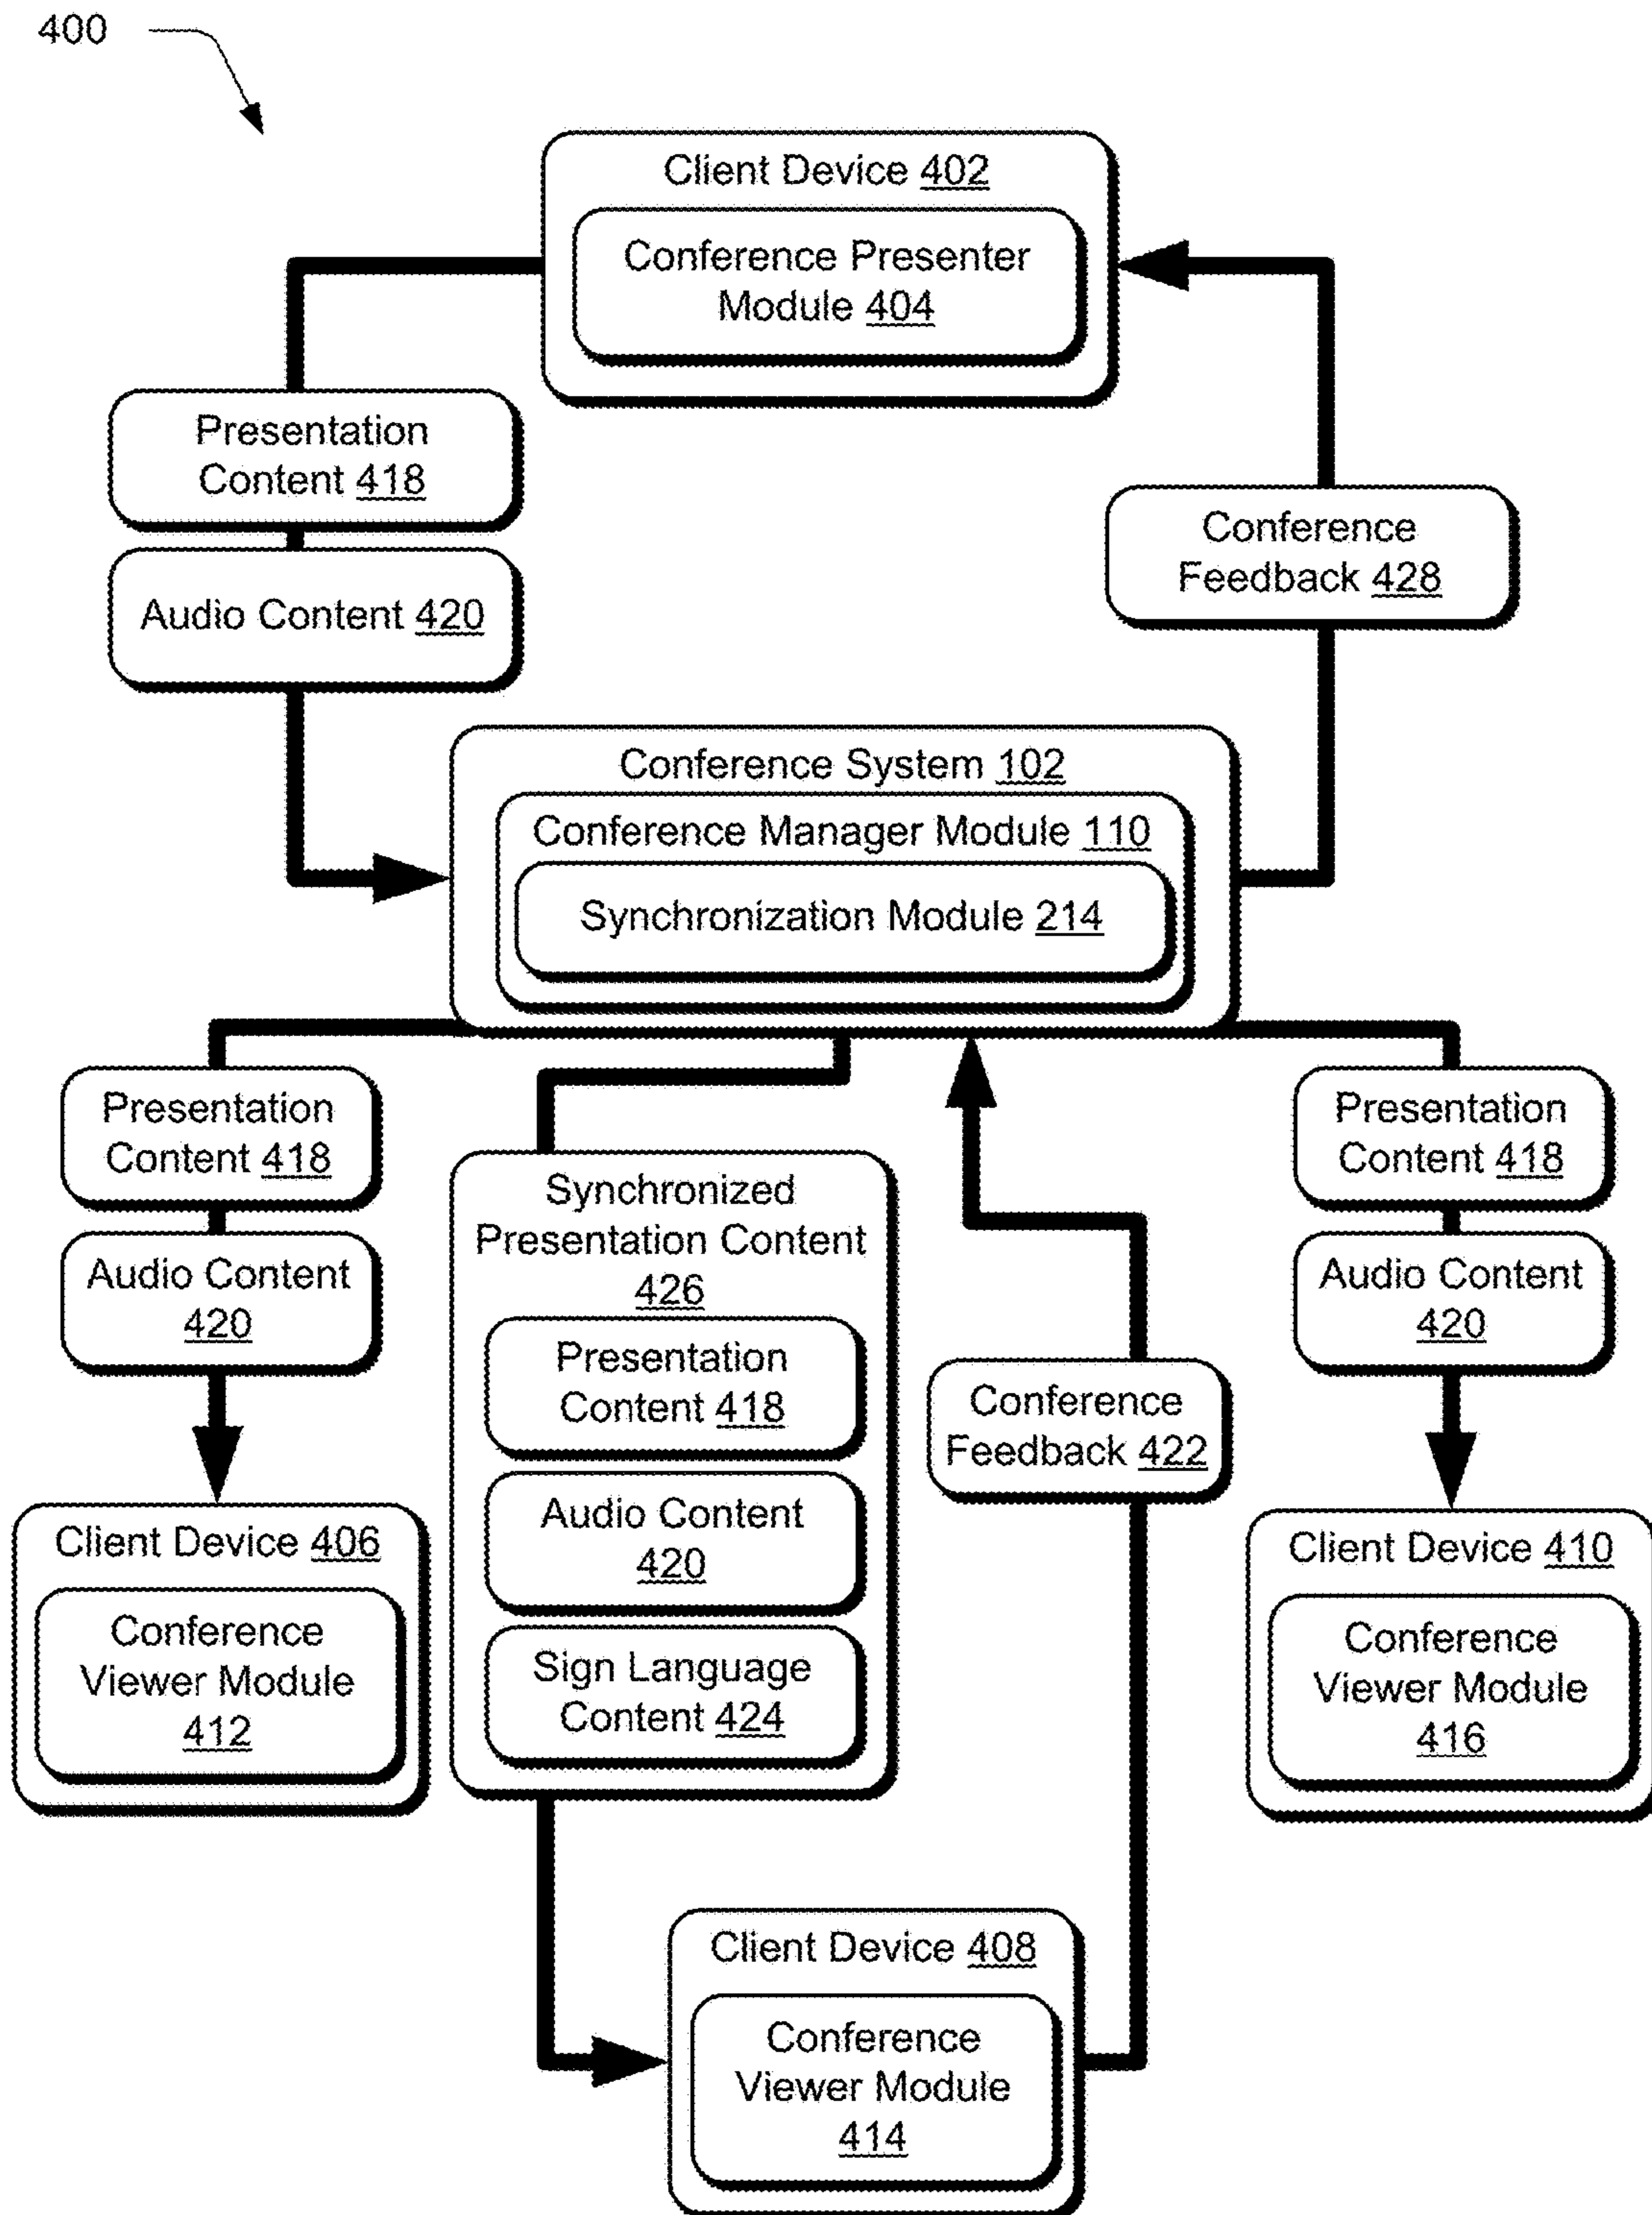 400
Client Device 402
Conference Presenter
Module 404
Presentation
Content 418
Audio Content 420
Conference
Feedback 428
Conference System 102
Conference Manager Module 110
Synchronization Module 214
Presentation
Content 418
Audio Content
420
Client Device 406
Conference
Viewer Module
412
Synchronized
Presentation Content
426
Presentation
Content 418
Audio Content
420
Sign Language
Content 424
Conference
Feedback 422
Presentation
Content 418
Audio Content
420
Client Device 410
Conference
Viewer Module
416
Client Device 408
Conference
Viewer Module
414